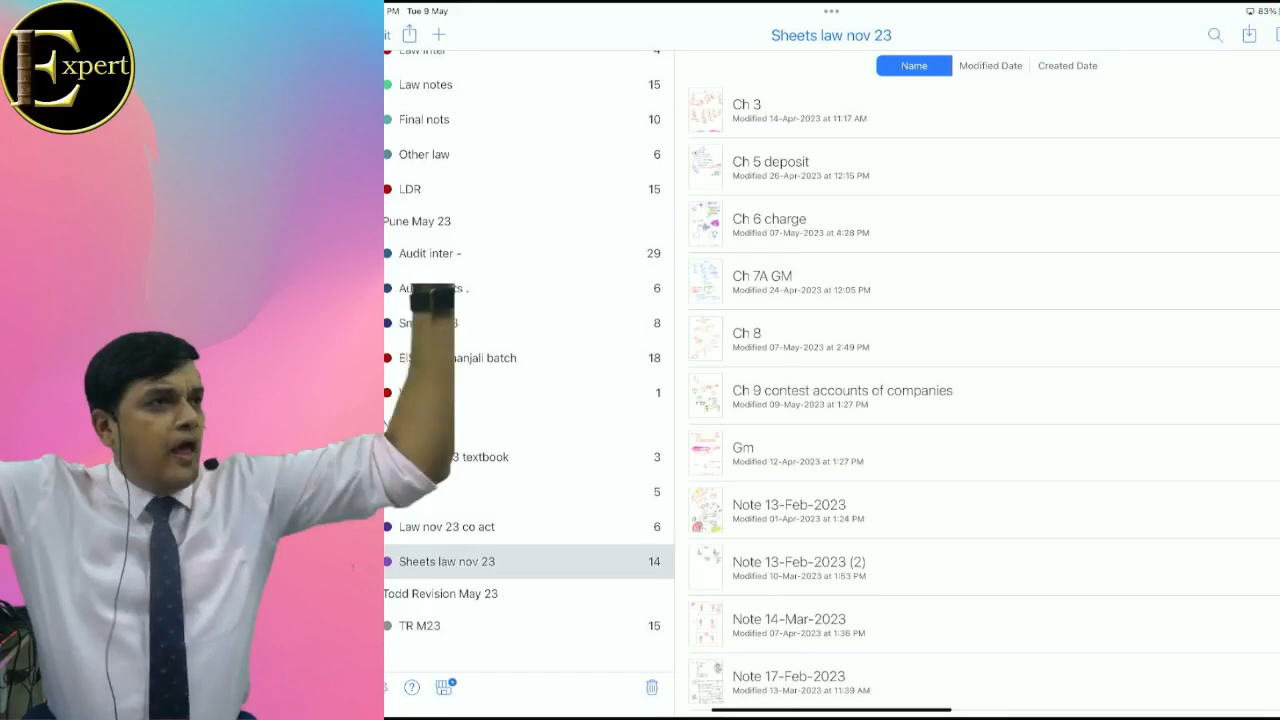 Expert
PM Tue 9 May
83%
Sheets law nov 23
Name Modified Date Created Date
4
Law notes 15
Final nots 10
Other law 6
LDR 15
Pune May 23
Audit inter - 29
6
8
manjali batch 18
1
textbook 3
5
Law nov 23 co act 6
Sheets law nov 23 14
Todd Revision May 23
TR M23 15
Ch 3
Modified 14-Apr-2023 at 11:17 AM
Ch 5 deposit
Modified 26-Apr-2023 at 12:15 PM
Ch 6 charge
Modified 07-May-2023 at 4:28 PM
Ch 7A GM
Modified 24-Apr-2023 at 12:05 PM
Ch 8
Modified 07-May-2023 at 2:49 PM
Ch 9 contest accounts of companies
Modified 09-May-2023 at 1:27 PM
Gm
Modified 12-Apr-2023 at 1:27 PM
Note 13-Feb-2023
Modified 01-Apr-2023 at 1:24 PM
Note 13-Feb-2023 (2)
Modified 10-Mar-2023 at 1:53 PM
Note 14-Mar-2023
Modified 07-Apr-2023 at 1:36 PM
Note 17-Feb-2023
Modified 13-Mar-2023 at 11:39 AM